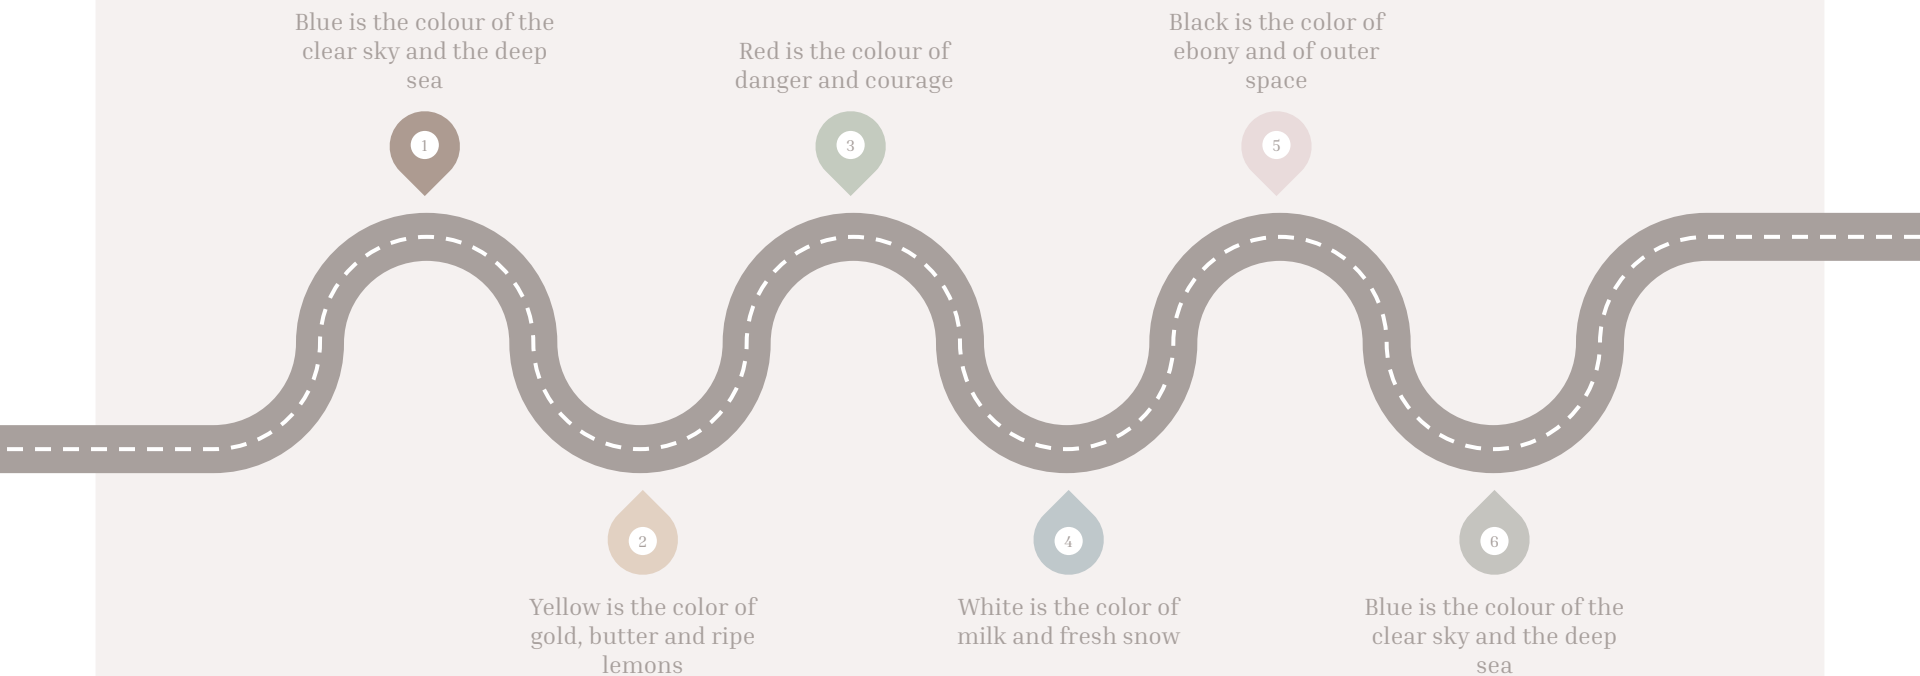 Blue is the colour of the
clear sky and the deep
sea
1
Yellow is the color of
gold, butter and ripe
lemons
2
Red is the colour of
danger and courage
3
White is the color of
milk and fresh snow
4
Black is the color of
ebony and of outer
space
5
Blue is the colour of the
clear sky and the deep
sea
6